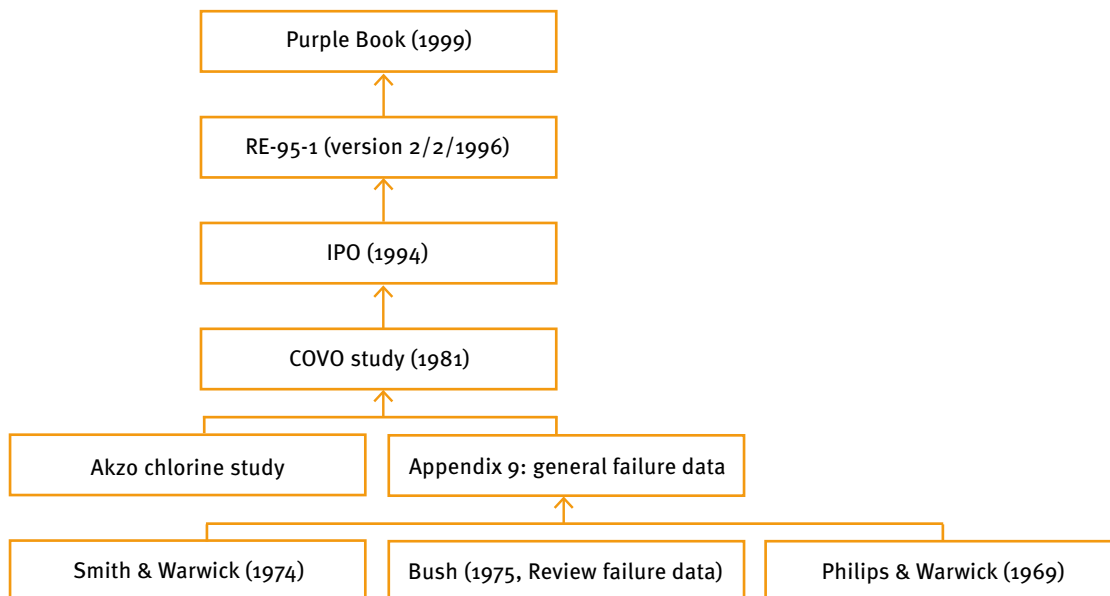 Purple Book (1999)
RE-95-1 (version 2/2/1996)
IPO (1994)
COVO study (1981)
Akzo chlorine study
Appendix 9: general failure data
Smith & Warwick (1974)
Bush (1975, Review failure data)
Philips & Warwick (1969)